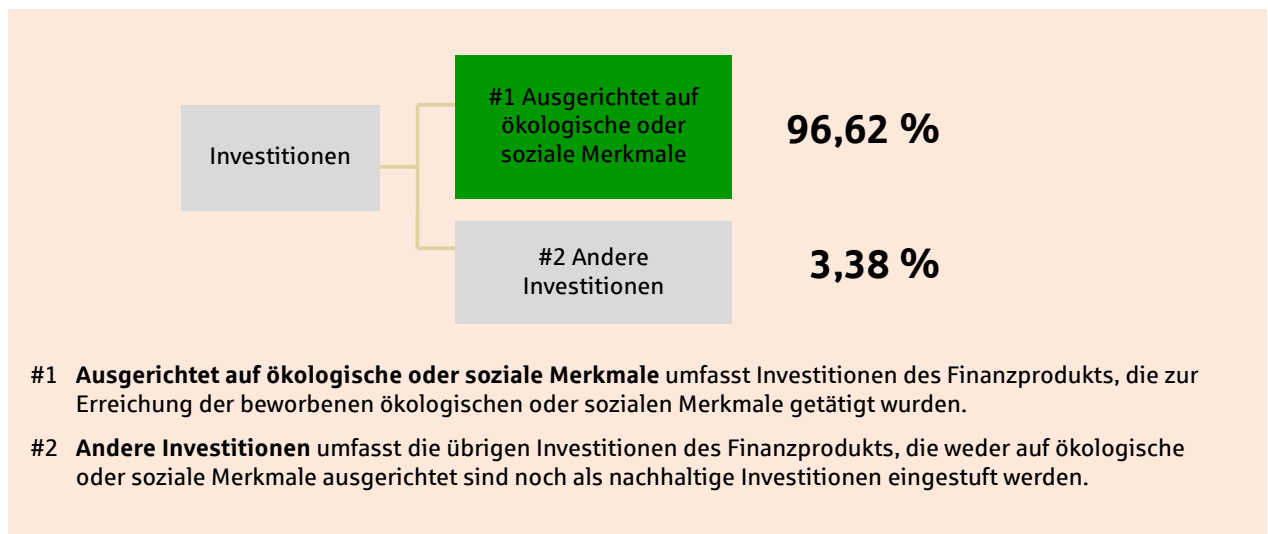 Investitionen
#1 Ausgerichtet auf
ökologische oder
soziale Merkmale
96,62 %
#2 Andere
Investitionen
3,38 %
#1 Ausgerichtet auf ökologische oder soziale Merkmale umfasst Investitionen des Finanzprodukts, die zur
Erreichung der beworbenen ökologischen oder sozialen Merkmale getätigt wurden.
#2 Andere Investitionen umfasst die übrigen Investitionen des Finanzprodukts, die weder auf ökologische
oder soziale Merkmale ausgerichtet sind noch als nachhaltige Investitionen eingestuft werden.